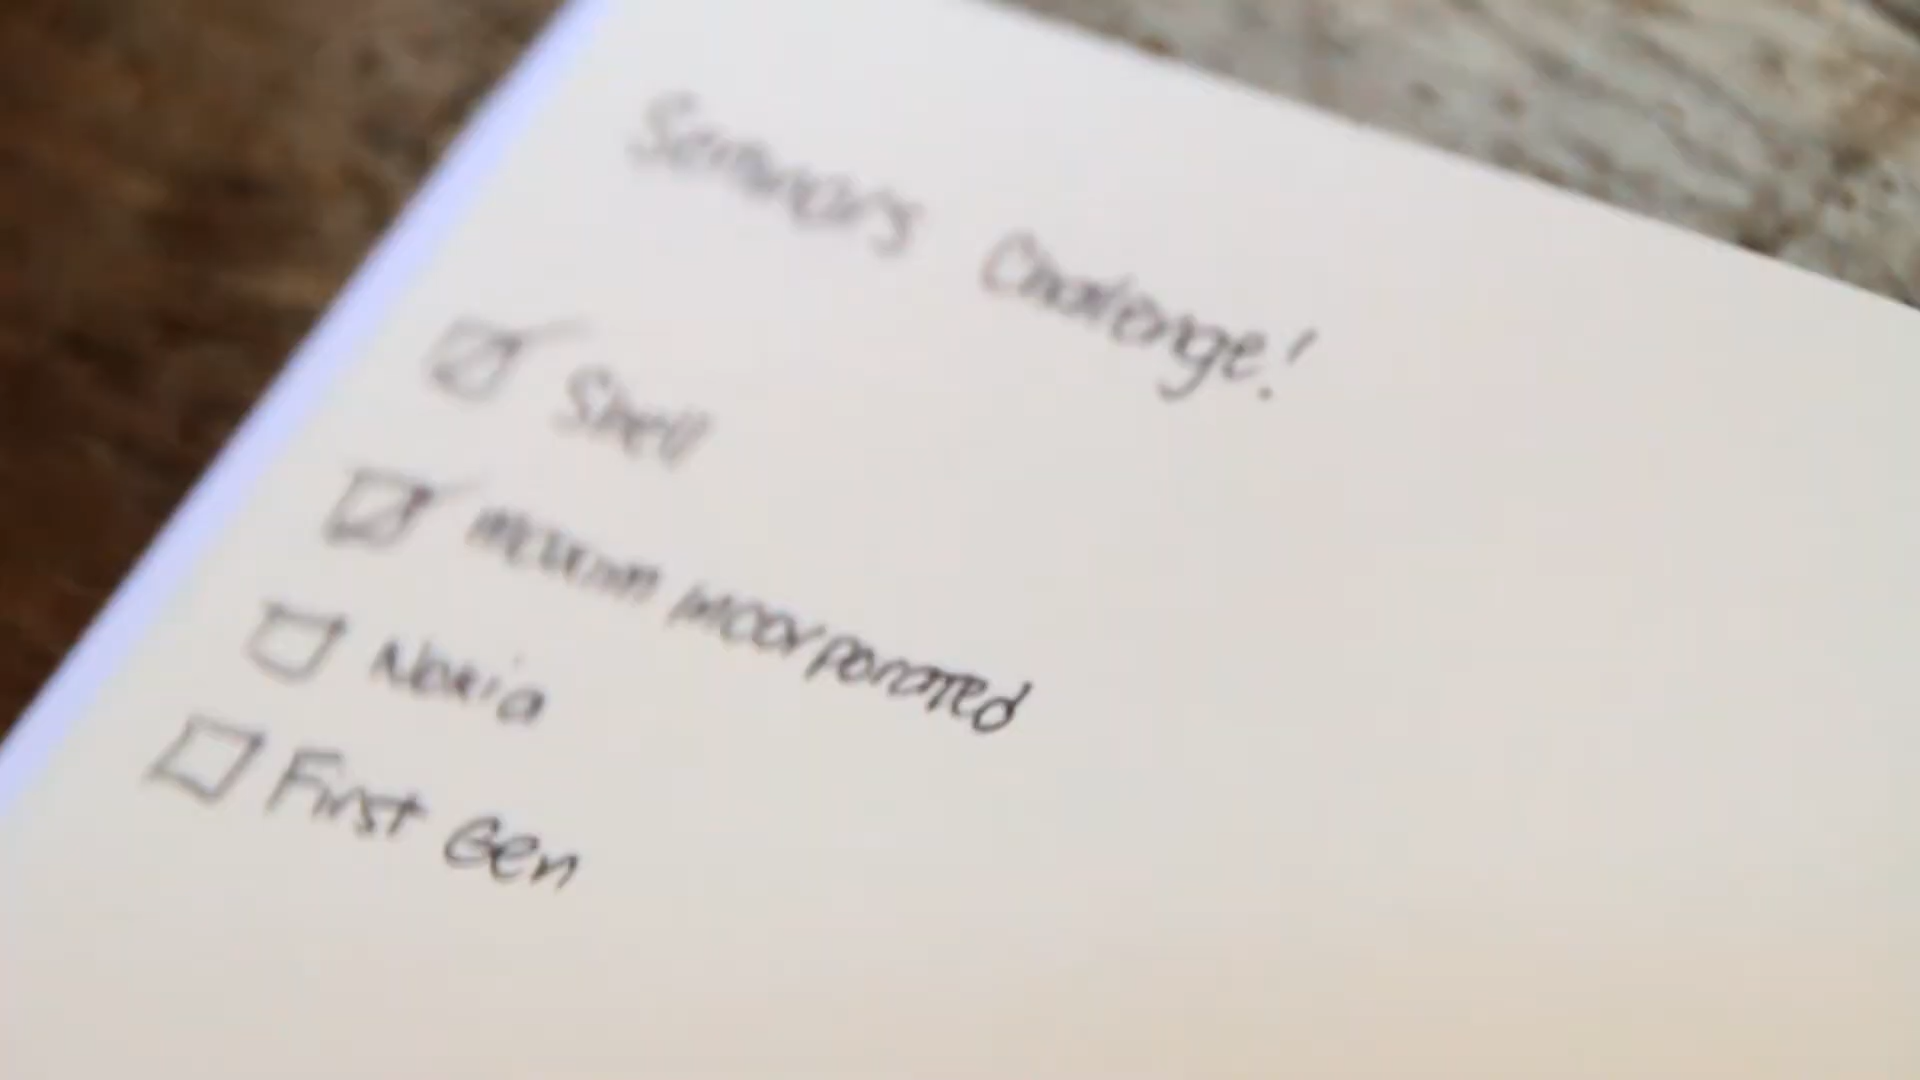 Challenge!
Shell
incorporated
Nokia
First Gen